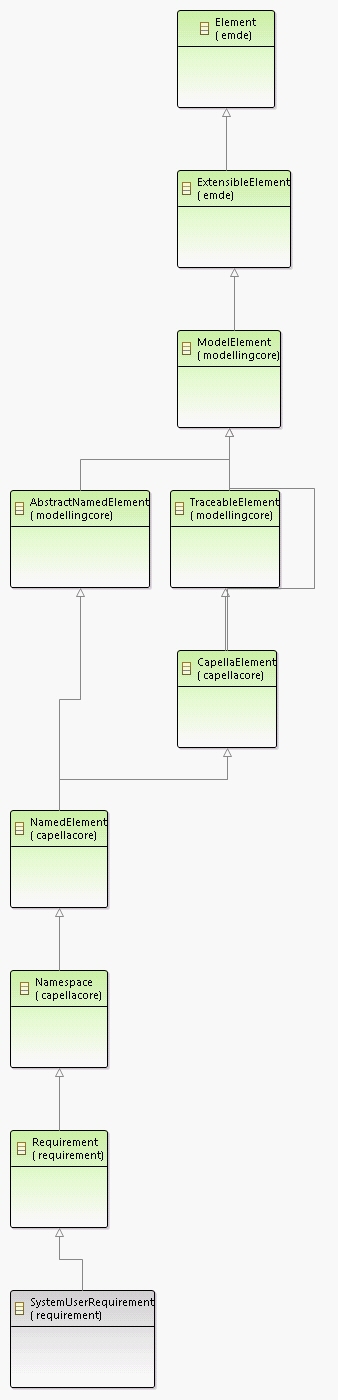 Element
( emde)
ExtensibleElement
( emde)
ModelElement
( modellingcore)
AbstractNamedElement
( modellingcore)
TraceableElement
( modellingcore)
CapellaElement
( capellacore)
NamedElement
( capellacore)
Namespace
( capellacore)
Requirement
( requirement)
SystemUserRequirement
( requirement)